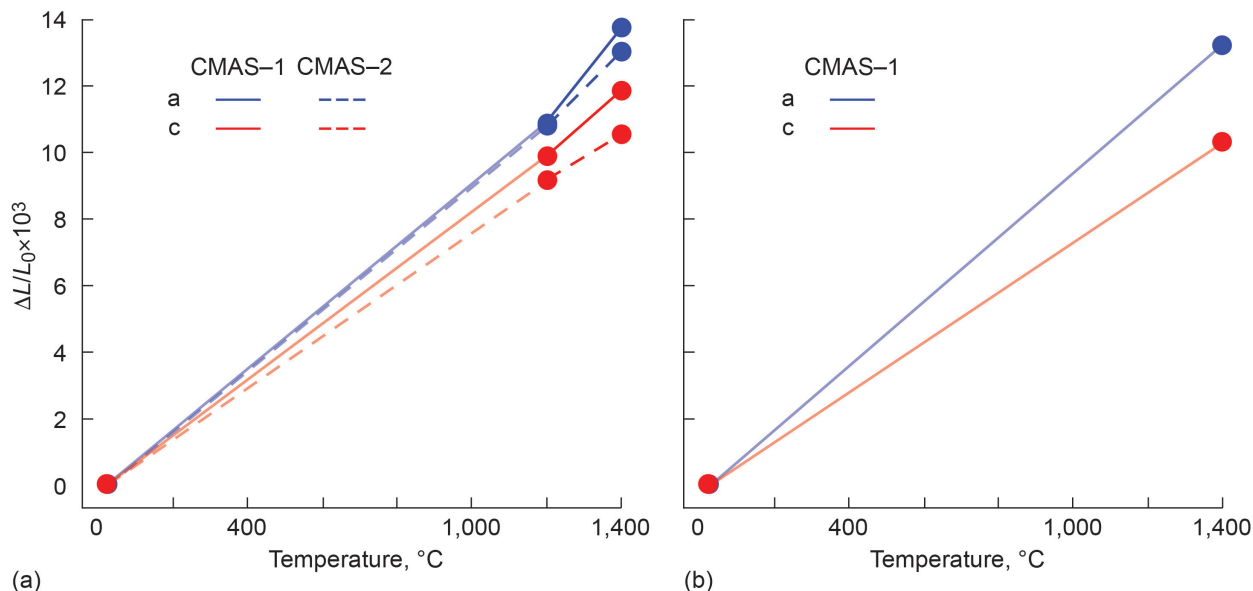 14
12
10
8
6
4
2
0
ΔL/L₀×10³
CMAS–1 CMAS–2
a
c
0 400 1,000 1,400
Temperature, °C
(a)
CMAS–1
a
c
0 400 1,000 1,400
Temperature, °C
(b)